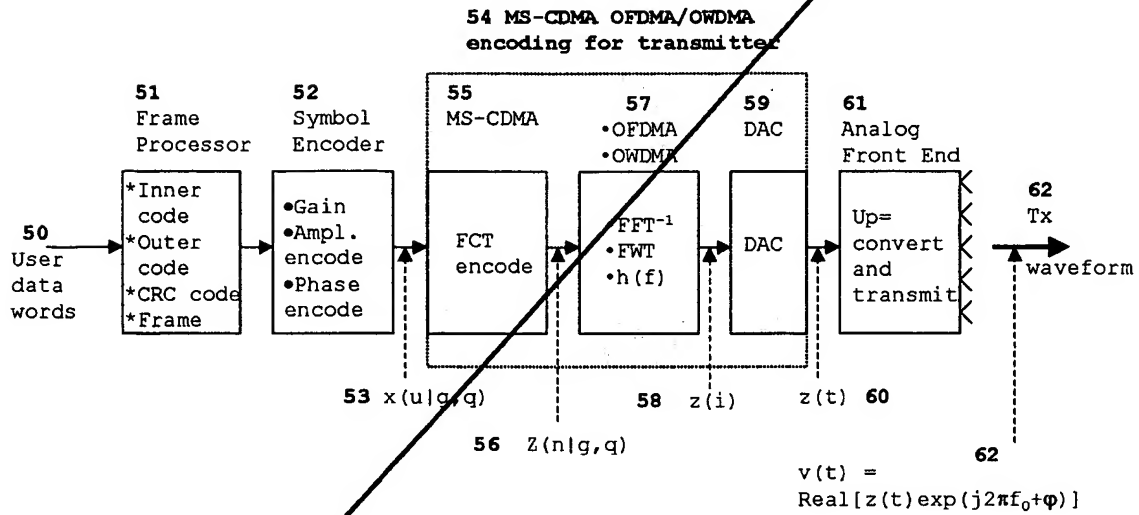 54 MS-CDMA OFDMA/OWDMA
encoding for transmitter
51
Frame
Processor
52
Symbol
Encoder
55
MS-CDMA
57
•OFDMA
•OWDMA
59
DAC
61
Analog
Front End
50
User
data
words
*Inner
code
*Outer
code
*CRC code
*Frame
•Gain
•Ampl.
encode
•Phase
encode
FCT
encode
•FFT⁻¹
•FWT
•h(f)
DAC
Up=
convert
and
transmit
62
Tx
waveform
53 x(u|g,q)
56 Z(n|g,q)
58 z(i)
z(t) 60
62
v(t) =
Real[z(t)exp(j2πf₀+φ)]